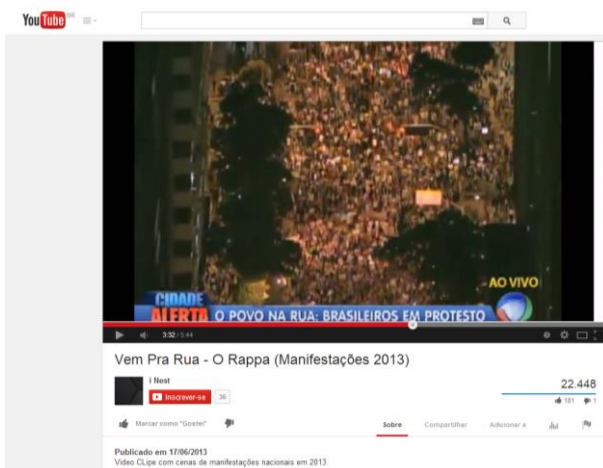 YouTube BR
AO VIVO
CIDADE
ALERTA O POVO NA RUA: BRASILEIROS EM PROTESTO
3:32 / 5:44
Vem Pra Rua - O Rappa (Manifestações 2013)
i Nest
Inscrever-se 36
22.448
181 1
Marcar como "Gostei"
Sobre Compartilhar Adicionar a
Publicado em 17/06/2013
Video CLipe com cenas de manifestações nacionais em 2013.